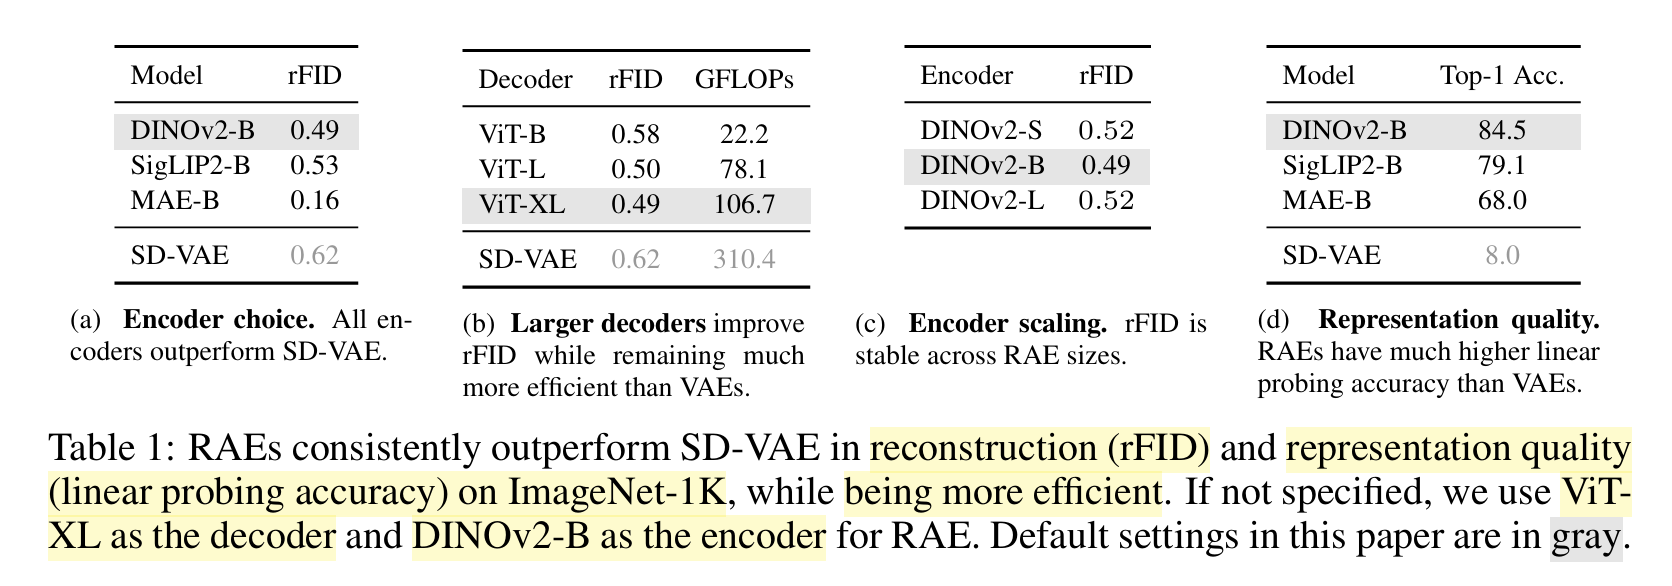 Model rFID
DINOv2-B 0.49
SigLIP2-B 0.53
MAE-B 0.16
SD-VAE 0.62
(a) Encoder choice. All en-
coders outperform SD-VAE.
Decoder rFID GFLOPs
ViT-B 0.58 22.2
ViT-L 0.50 78.1
ViT-XL 0.49 106.7
SD-VAE 0.62 310.4
(b) Larger decoders improve
rFID while remaining much
more efficient than VAEs.
Encoder rFID
DINOv2-S 0.52
DINOv2-B 0.49
DINOv2-L 0.52
(c) Encoder scaling. rFID is
stable across RAE sizes.
Model Top-1 Acc.
DINOv2-B 84.5
SigLIP2-B 79.1
MAE-B 68.0
SD-VAE 8.0
(d) Representation quality.
RAEs have much higher linear
probing accuracy than VAEs.
Table 1: RAEs consistently outperform SD-VAE in reconstruction (rFID) and representation quality
(linear probing accuracy) on ImageNet-1K, while being more efficient. If not specified, we use ViT-
XL as the decoder and DINOv2-B as the encoder for RAE. Default settings in this paper are in gray.